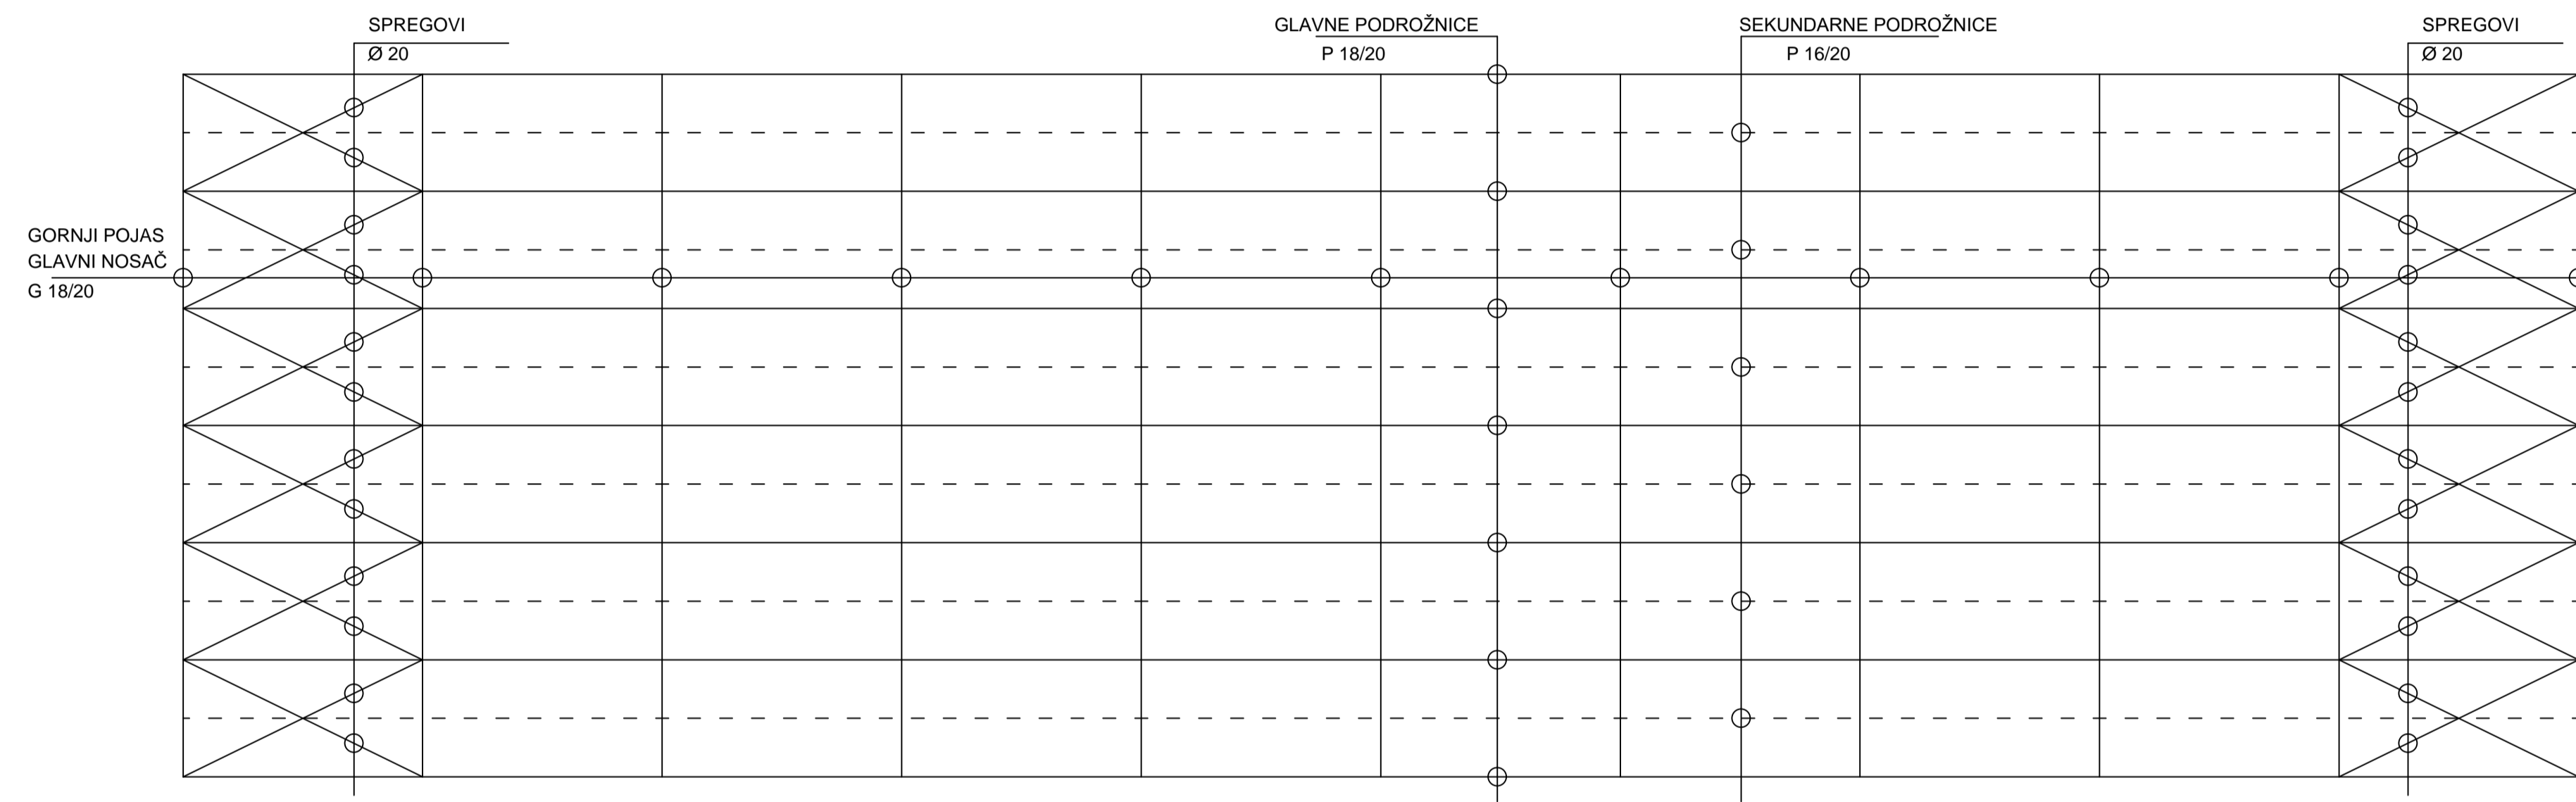 SPREGOVI
Ø 20
GLAVNE PODROŽNICE
P 18/20
SEKUNDARNE PODROŽNICE
P 16/20
SPREGOVI
Ø 20
GORNJI POJAS
GLAVNI NOSAČ
G 18/20